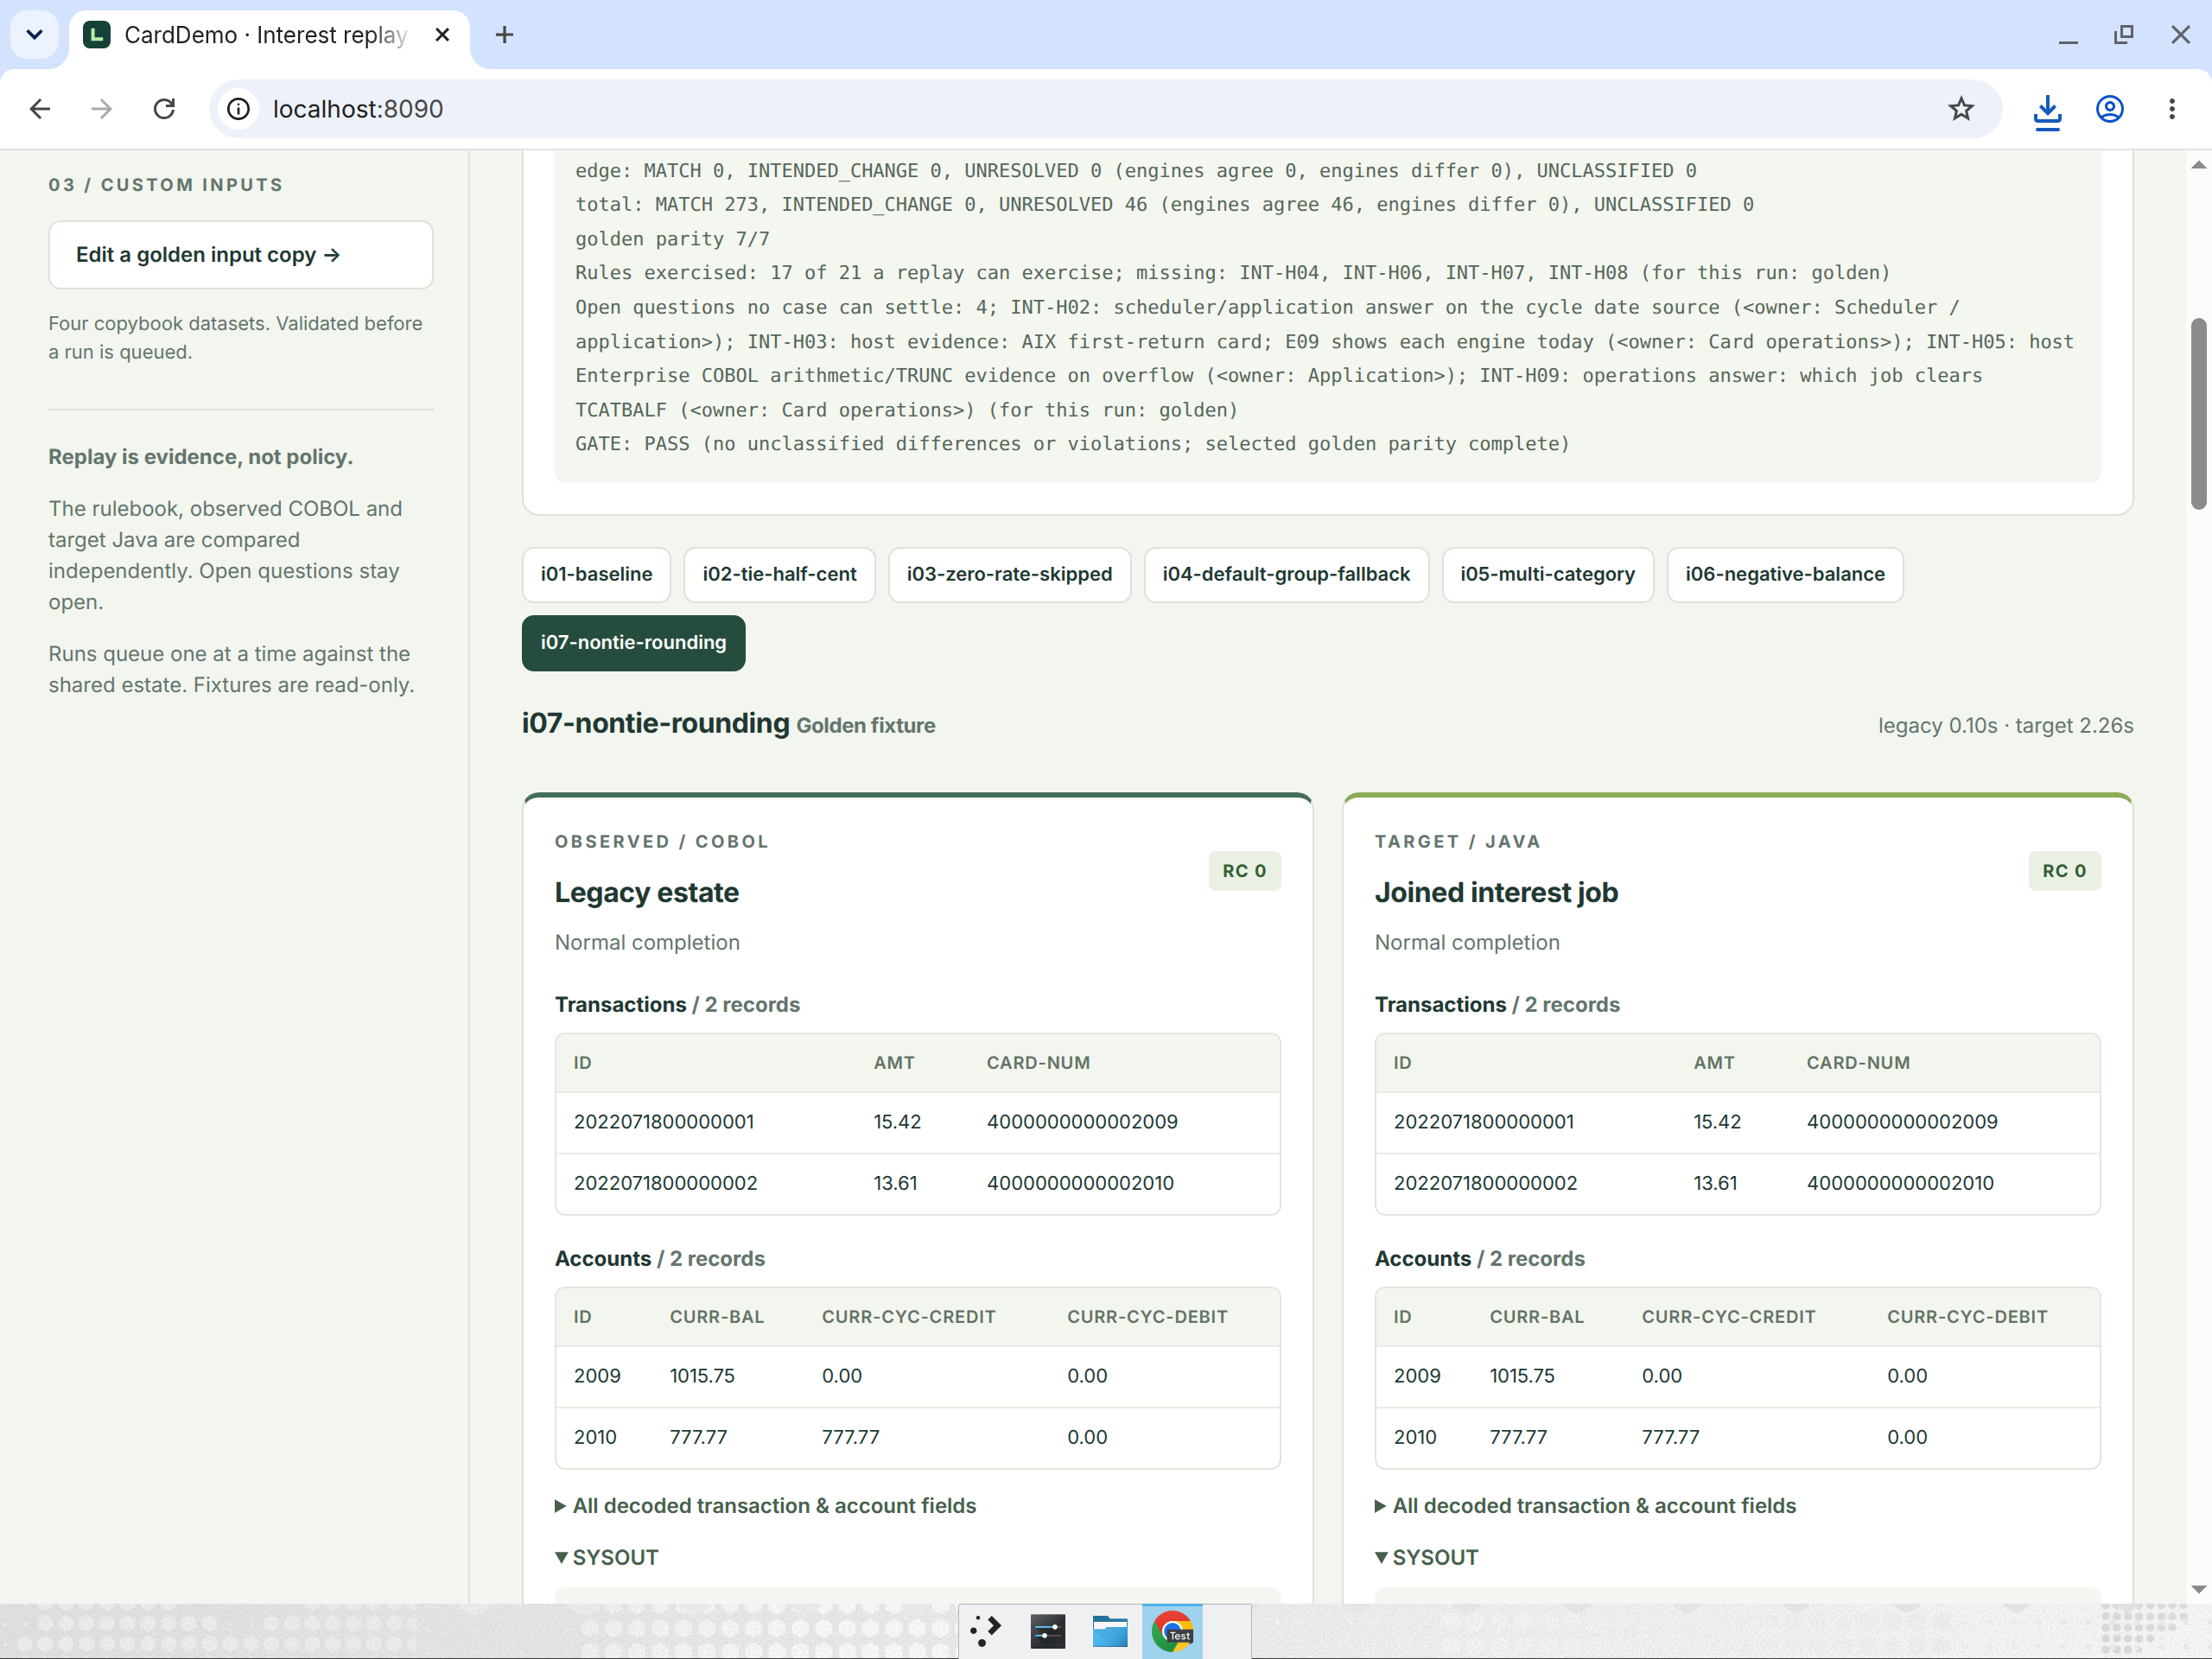 CardDemo · Interest replay
localhost:8090
03 / CUSTOM INPUTS
Edit a golden input copy →
Four copybook datasets. Validated before
a run is queued.
Replay is evidence, not policy.
The rulebook, observed COBOL and
target Java are compared
independently. Open questions stay
open.
Runs queue one at a time against the
shared estate. Fixtures are read-only.
edge: MATCH 0, INTENDED_CHANGE 0, UNRESOLVED 0 (engines agree 0, engines differ 0), UNCLASSIFIED 0
total: MATCH 273, INTENDED_CHANGE 0, UNRESOLVED 46 (engines agree 46, engines differ 0), UNCLASSIFIED 0
golden parity 7/7
Rules exercised: 17 of 21 a replay can exercise; missing: INT-H04, INT-H06, INT-H07, INT-H08 (for this run: golden)
Open questions no case can settle: 4; INT-H02: scheduler/application answer on the cycle date source (<owner: Scheduler /
application>); INT-H03: host evidence: AIX first-return card; E09 shows each engine today (<owner: Card operations>); INT-H05: host
Enterprise COBOL arithmetic/TRUNC evidence on overflow (<owner: Application>); INT-H09: operations answer: which job clears
TCATBALF (<owner: Card operations>) (for this run: golden)
GATE: PASS (no unclassified differences or violations; selected golden parity complete)
i01-baseline i02-tie-half-cent i03-zero-rate-skipped i04-default-group-fallback i05-multi-category i06-negative-balance
i07-nontie-rounding
i07-nontie-rounding Golden fixture legacy 0.10s · target 2.26s
OBSERVED / COBOL
Legacy estate
RC 0
Normal completion
Transactions / 2 records
ID AMT CARD-NUM
2022071800000001 15.42 4000000000002009
2022071800000002 13.61 4000000000002010
Accounts / 2 records
ID CURR-BAL CURR-CYC-CREDIT CURR-CYC-DEBIT
2009 1015.75 0.00 0.00
2010 777.77 777.77 0.00
▶ All decoded transaction & account fields
▼ SYSOUT
TARGET / JAVA
Joined interest job
RC 0
Normal completion
Transactions / 2 records
ID AMT CARD-NUM
2022071800000001 15.42 4000000000002009
2022071800000002 13.61 4000000000002010
Accounts / 2 records
ID CURR-BAL CURR-CYC-CREDIT CURR-CYC-DEBIT
2009 1015.75 0.00 0.00
2010 777.77 777.77 0.00
▶ All decoded transaction & account fields
▼ SYSOUT
Test